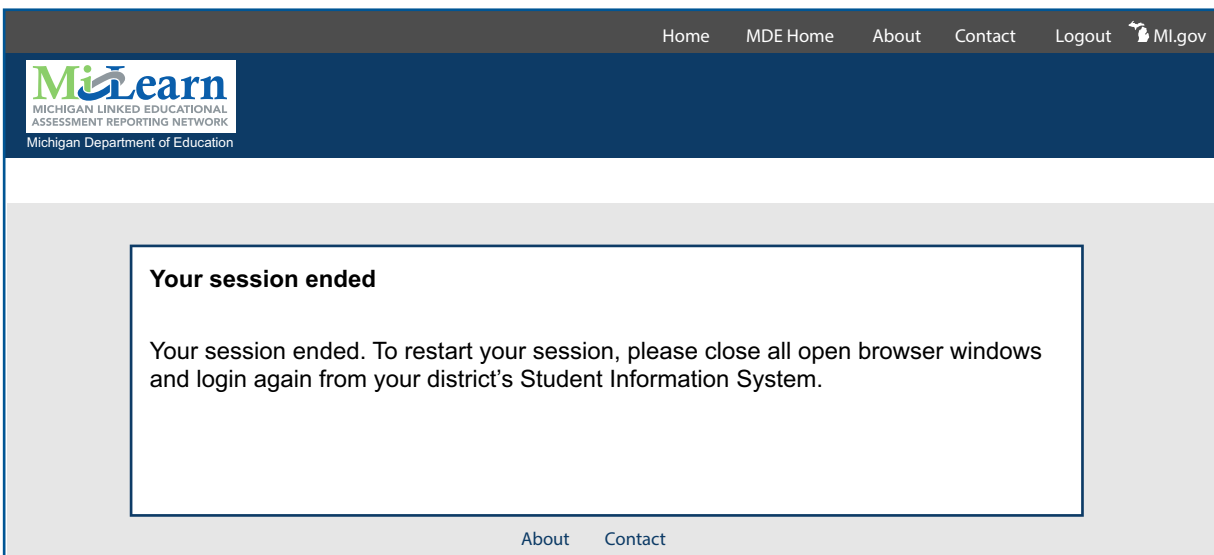 Home MDE Home About Contact Logout MI.gov
MiLearn
MICHIGAN LINKED EDUCATIONAL
ASSESSMENT REPORTING NETWORK
Michigan Department of Education
Your session ended
Your session ended. To restart your session, please close all open browser windows
and login again from your district’s Student Information System.
About Contact